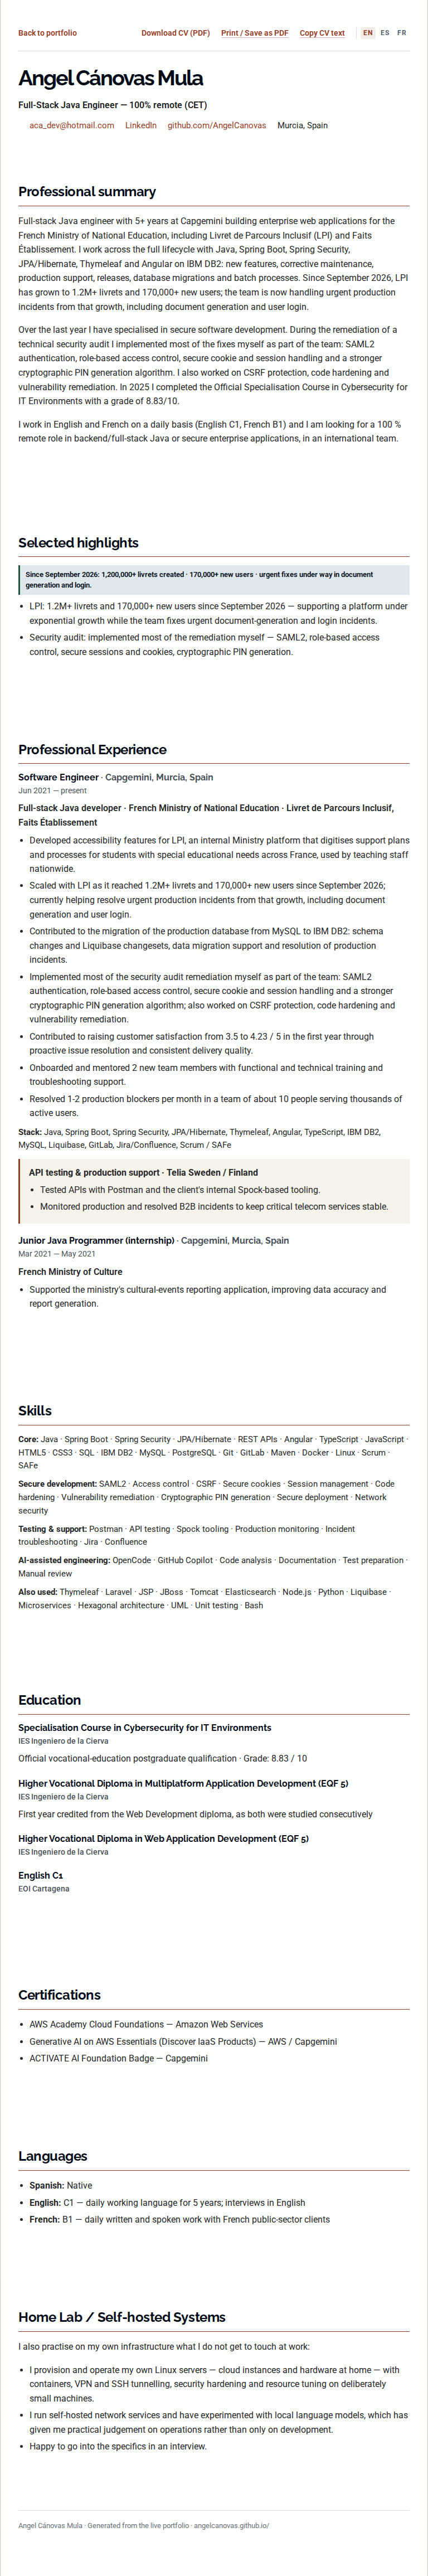 Back to portfolio
Download CV (PDF) Print / Save as PDF Copy CV text EN ES FR
Angel Cánovas Mula
Full-Stack Java Engineer — 100% remote (CET)
aca_dev@hotmail.com LinkedIn github.com/AngelCanovas Murcia, Spain
Professional summary
Full-stack Java engineer with 5+ years at Capgemini building enterprise web applications for the
French Ministry of National Education, including Livret de Parcours Inclusif (LPI) and Faits
Établissement. I work across the full lifecycle with Java, Spring Boot, Spring Security,
JPA/Hibernate, Thymeleaf and Angular on IBM DB2: new features, corrective maintenance,
production support, releases, database migrations and batch processes. Since September 2026, LPI
has grown to 1.2M+ livrets and 170,000+ new users; the team is now handling urgent production
incidents from that growth, including document generation and user login.
Over the last year I have specialised in secure software development. During the remediation of a
technical security audit I implemented most of the fixes myself as part of the team: SAML2
authentication, role-based access control, secure cookie and session handling and a stronger
cryptographic PIN generation algorithm. I also worked on CSRF protection, code hardening and
vulnerability remediation. In 2025 I completed the Official Specialisation Course in Cybersecurity for
IT Environments with a grade of 8.83/10.
I work in English and French on a daily basis (English C1, French B1) and I am looking for a 100 %
remote role in backend/full-stack Java or secure enterprise applications, in an international team.
Selected highlights
Since September 2026: 1,200,000+ livrets created · 170,000+ new users · urgent fixes under way in document
generation and login.
• LPI: 1.2M+ livrets and 170,000+ new users since September 2026 — supporting a platform under
exponential growth while the team fixes urgent document-generation and login incidents.
• Security audit: implemented most of the remediation myself — SAML2, role-based access
control, secure sessions and cookies, cryptographic PIN generation.
Professional Experience
Software Engineer · Capgemini, Murcia, Spain
Jun 2021 — present
Full-stack Java developer · French Ministry of National Education · Livret de Parcours Inclusif,
Faits Établissement
• Developed accessibility features for LPI, an internal Ministry platform that digitises support plans
and processes for students with special educational needs across France, used by teaching staff
nationwide.
• Scaled with LPI as it reached 1.2M+ livrets and 170,000+ new users since September 2026;
currently helping resolve urgent production incidents from that growth, including document
generation and user login.
• Contributed to the migration of the production database from MySQL to IBM DB2: schema
changes and Liquibase changesets, data migration support and resolution of production
incidents.
• Implemented most of the security audit remediation myself as part of the team: SAML2
authentication, role-based access control, secure cookie and session handling and a stronger
cryptographic PIN generation algorithm; also worked on CSRF protection, code hardening and
vulnerability remediation.
• Contributed to raising customer satisfaction from 3.5 to 4.23 / 5 in the first year through
proactive issue resolution and consistent delivery quality.
• Onboarded and mentored 2 new team members with functional and technical training and
troubleshooting support.
• Resolved 1-2 production blockers per month in a team of about 10 people serving thousands of
active users.
Stack: Java, Spring Boot, Spring Security, JPA/Hibernate, Thymeleaf, Angular, TypeScript, IBM DB2,
MySQL, Liquibase, GitLab, Jira/Confluence, Scrum / SAFe
API testing & production support · Telia Sweden / Finland
• Tested APIs with Postman and the client's internal Spock-based tooling.
• Monitored production and resolved B2B incidents to keep critical telecom services stable.
Junior Java Programmer (internship) · Capgemini, Murcia, Spain
Mar 2021 — May 2021
French Ministry of Culture
• Supported the ministry's cultural-events reporting application, improving data accuracy and
report generation.
Skills
Core: Java · Spring Boot · Spring Security · JPA/Hibernate · REST APIs · Angular · TypeScript · JavaScript ·
HTML5 · CSS3 · SQL · IBM DB2 · MySQL · PostgreSQL · Git · GitLab · Maven · Docker · Linux · Scrum ·
SAFe
Secure development: SAML2 · Access control · CSRF · Secure cookies · Session management · Code
hardening · Vulnerability remediation · Cryptographic PIN generation · Secure deployment · Network
security
Testing & support: Postman · API testing · Spock tooling · Production monitoring · Incident
troubleshooting · Jira · Confluence
AI-assisted engineering: OpenCode · GitHub Copilot · Code analysis · Documentation · Test preparation ·
Manual review
Also used: Thymeleaf · Laravel · JSP · JBoss · Tomcat · Elasticsearch · Node.js · Python · Liquibase ·
Microservices · Hexagonal architecture · UML · Unit testing · Bash
Education
Specialisation Course in Cybersecurity for IT Environments
IES Ingeniero de la Cierva
Official vocational-education postgraduate qualification · Grade: 8.83 / 10
Higher Vocational Diploma in Multiplatform Application Development (EQF 5)
IES Ingeniero de la Cierva
First year credited from the Web Development diploma, as both were studied consecutively
Higher Vocational Diploma in Web Application Development (EQF 5)
IES Ingeniero de la Cierva
English C1
EOI Cartagena
Certifications
• AWS Academy Cloud Foundations — Amazon Web Services
• Generative AI on AWS Essentials (Discover IaaS Products) — AWS / Capgemini
• ACTIVATE AI Foundation Badge — Capgemini
Languages
• Spanish: Native
• English: C1 — daily working language for 5 years; interviews in English
• French: B1 — daily written and spoken work with French public-sector clients
Home Lab / Self-hosted Systems
I also practise on my own infrastructure what I do not get to touch at work:
• I provision and operate my own Linux servers — cloud instances and hardware at home — with
containers, VPN and SSH tunnelling, security hardening and resource tuning on deliberately
small machines.
• I run self-hosted network services and have experimented with local language models, which has
given me practical judgement on operations rather than only on development.
• Happy to go into the specifics in an interview.
Angel Cánovas Mula · Generated from the live portfolio · angelcanovas.github.io/